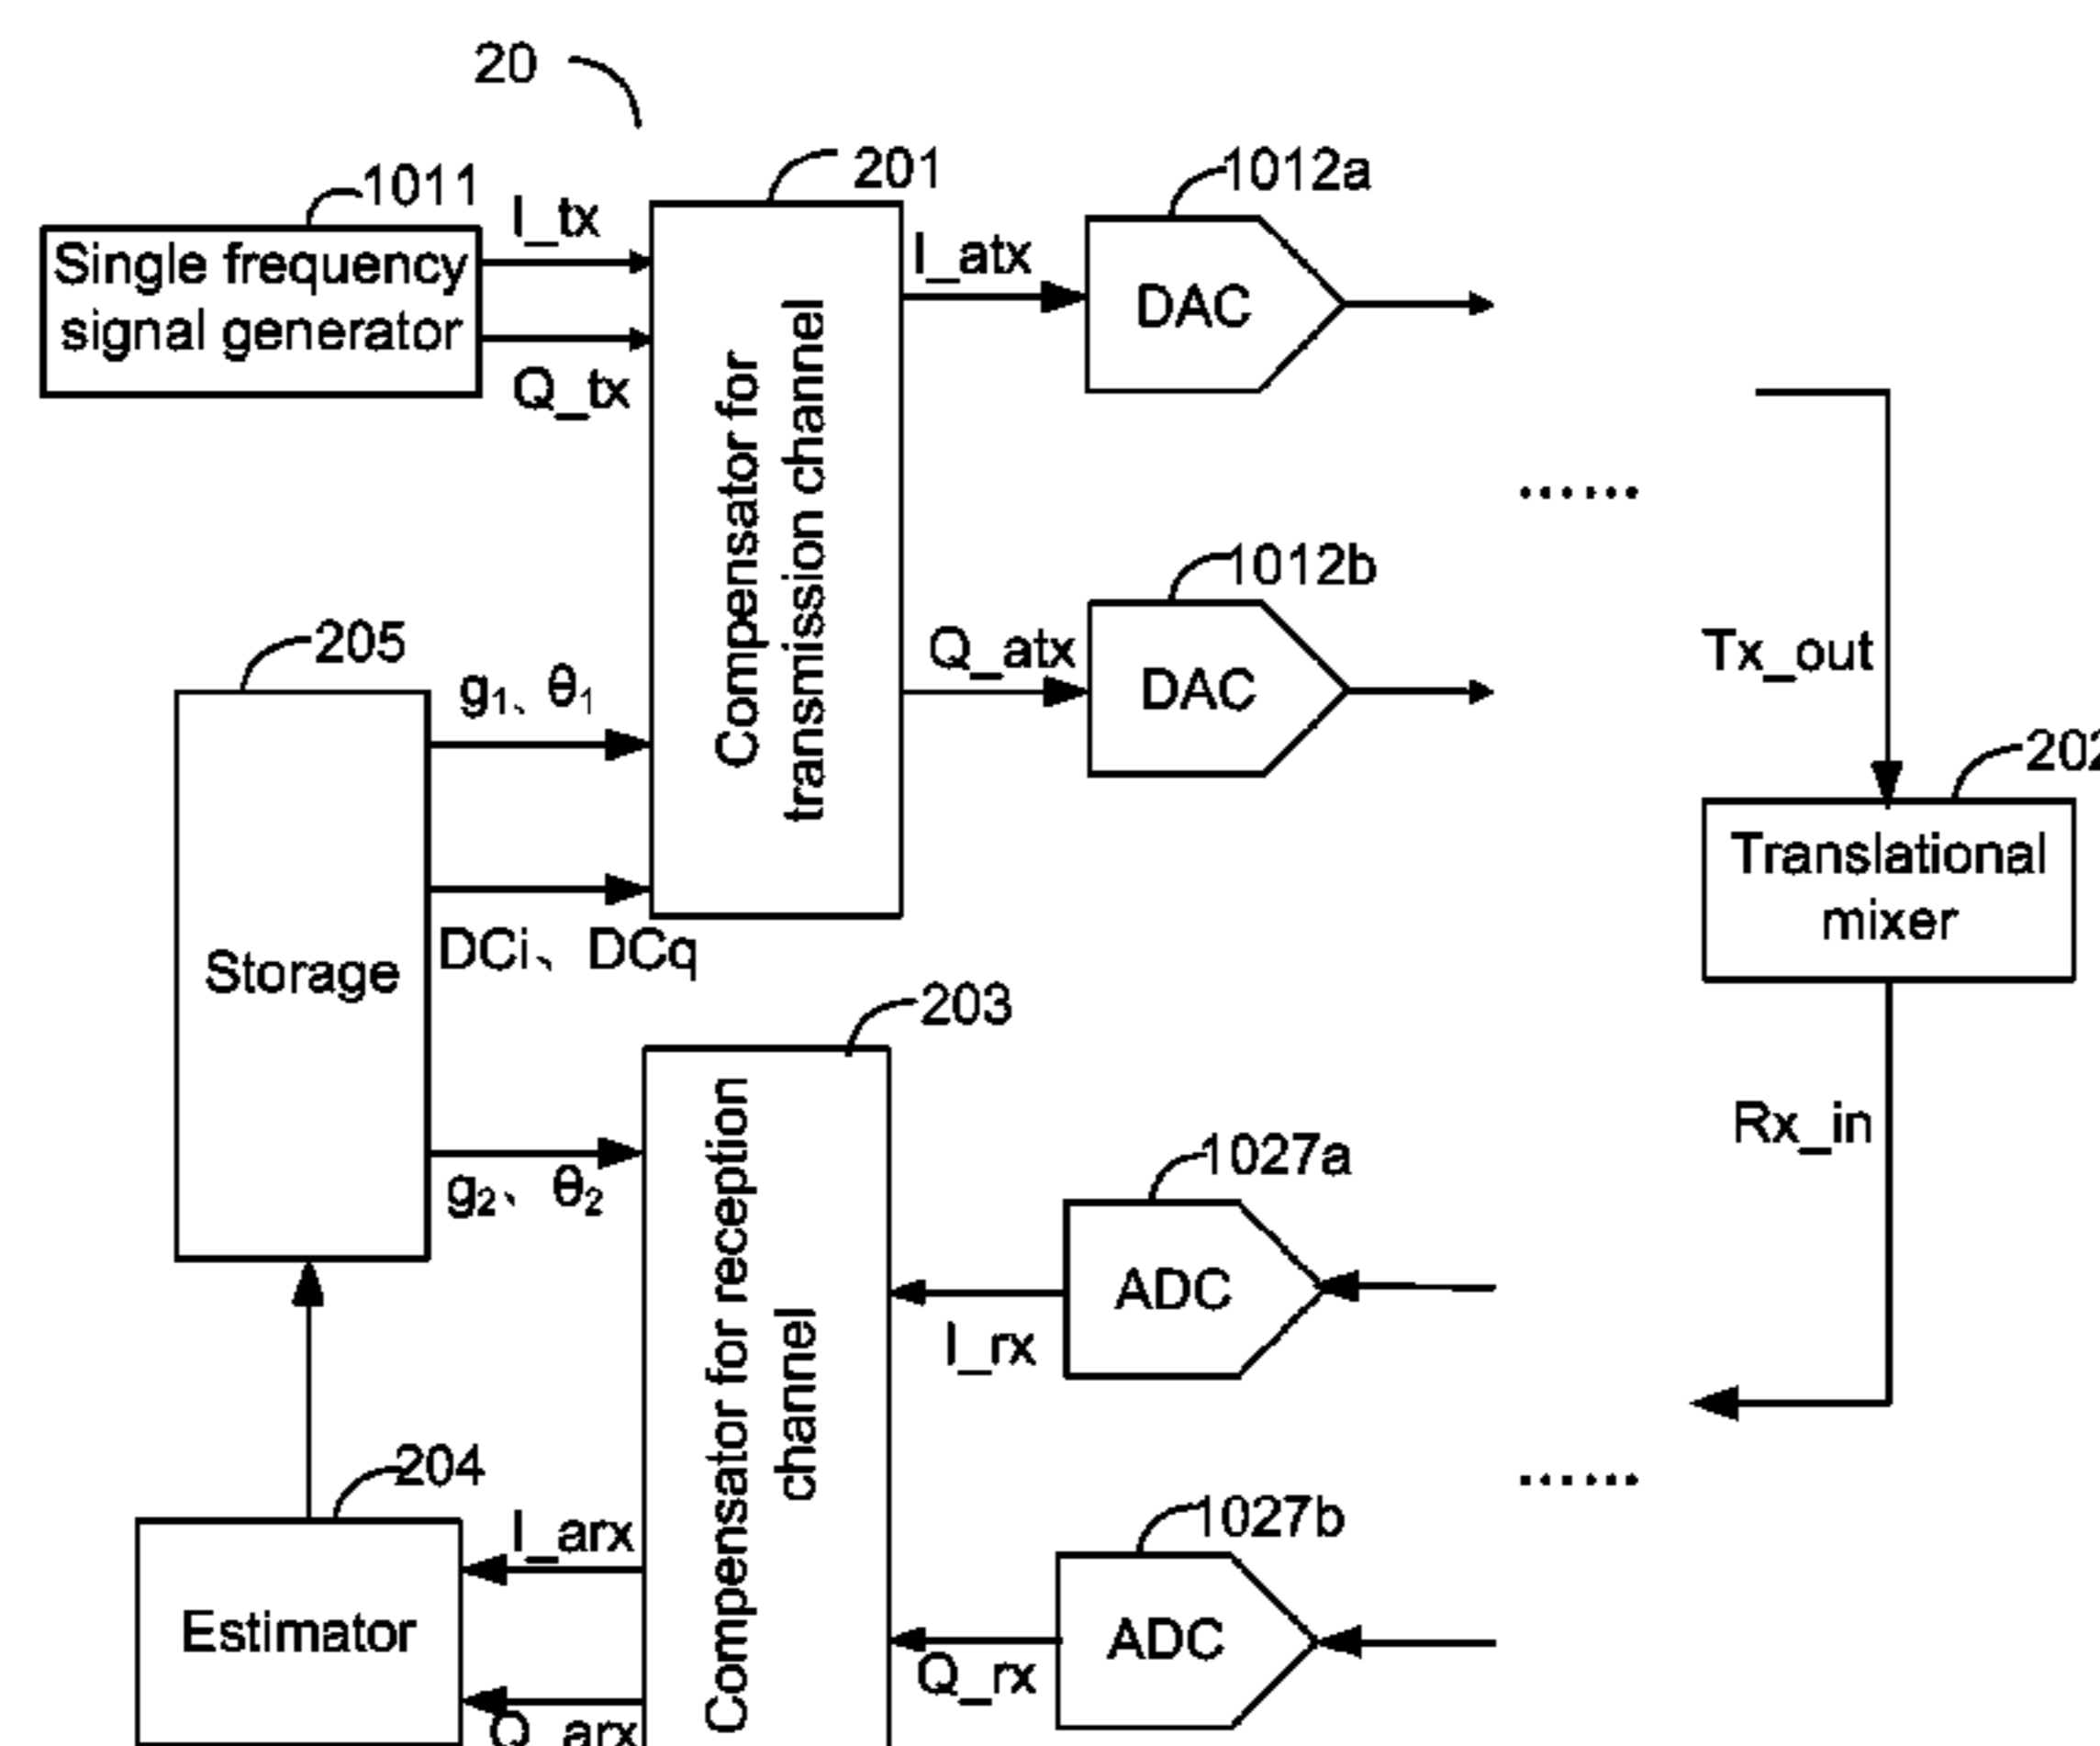 20
1011
201
1012a
I_tx
Single frequency
signal generator
Q_tx
I_atx
DAC
Compensator for
transmission channel
......
1012b
205
g₁、θ₁
Q_atx
DAC
Tx_out
Translational
mixer
DCi、DCq
Storage
203
g₂、θ₂
Compensator for reception
channel
1027a
Rx_in
ADC
I_rx
204
I_arx
......
1027b
Estimator
ADC
Q_rx
Q_arx